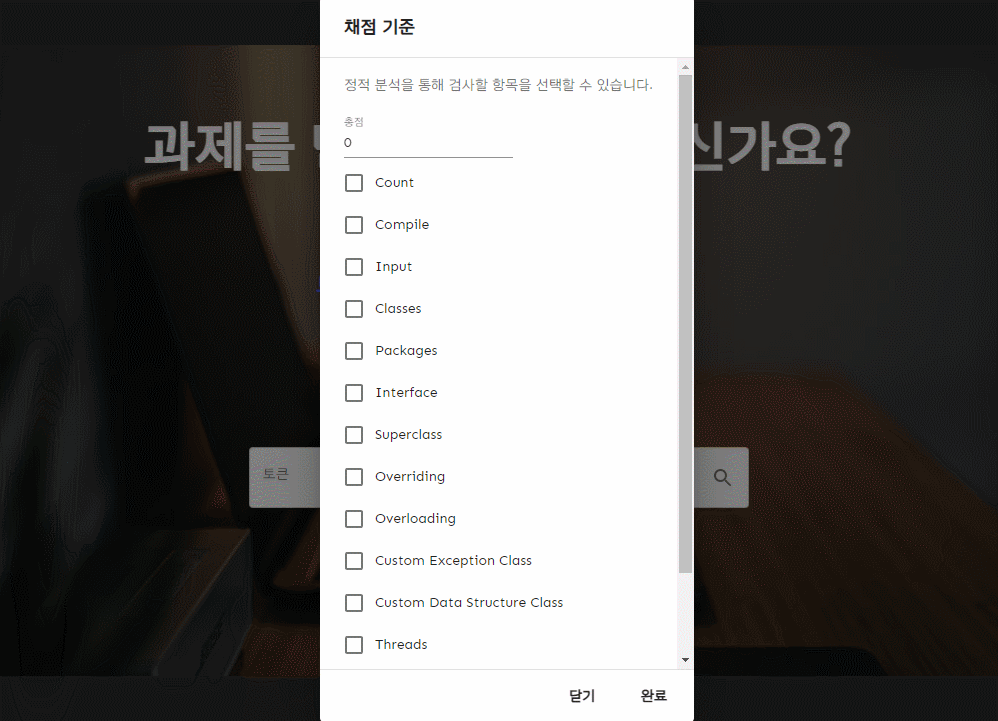 채점 기준
정적 분석을 통해 검사할 항목을 선택할 수 있습니다.
과제를
신가요?
총점
0
Count
Compile
Input
Classes
Packages
Interface
Superclass
Overriding
토큰
Overloading
Custom Exception Class
Custom Data Structure Class
Threads
닫기 완료